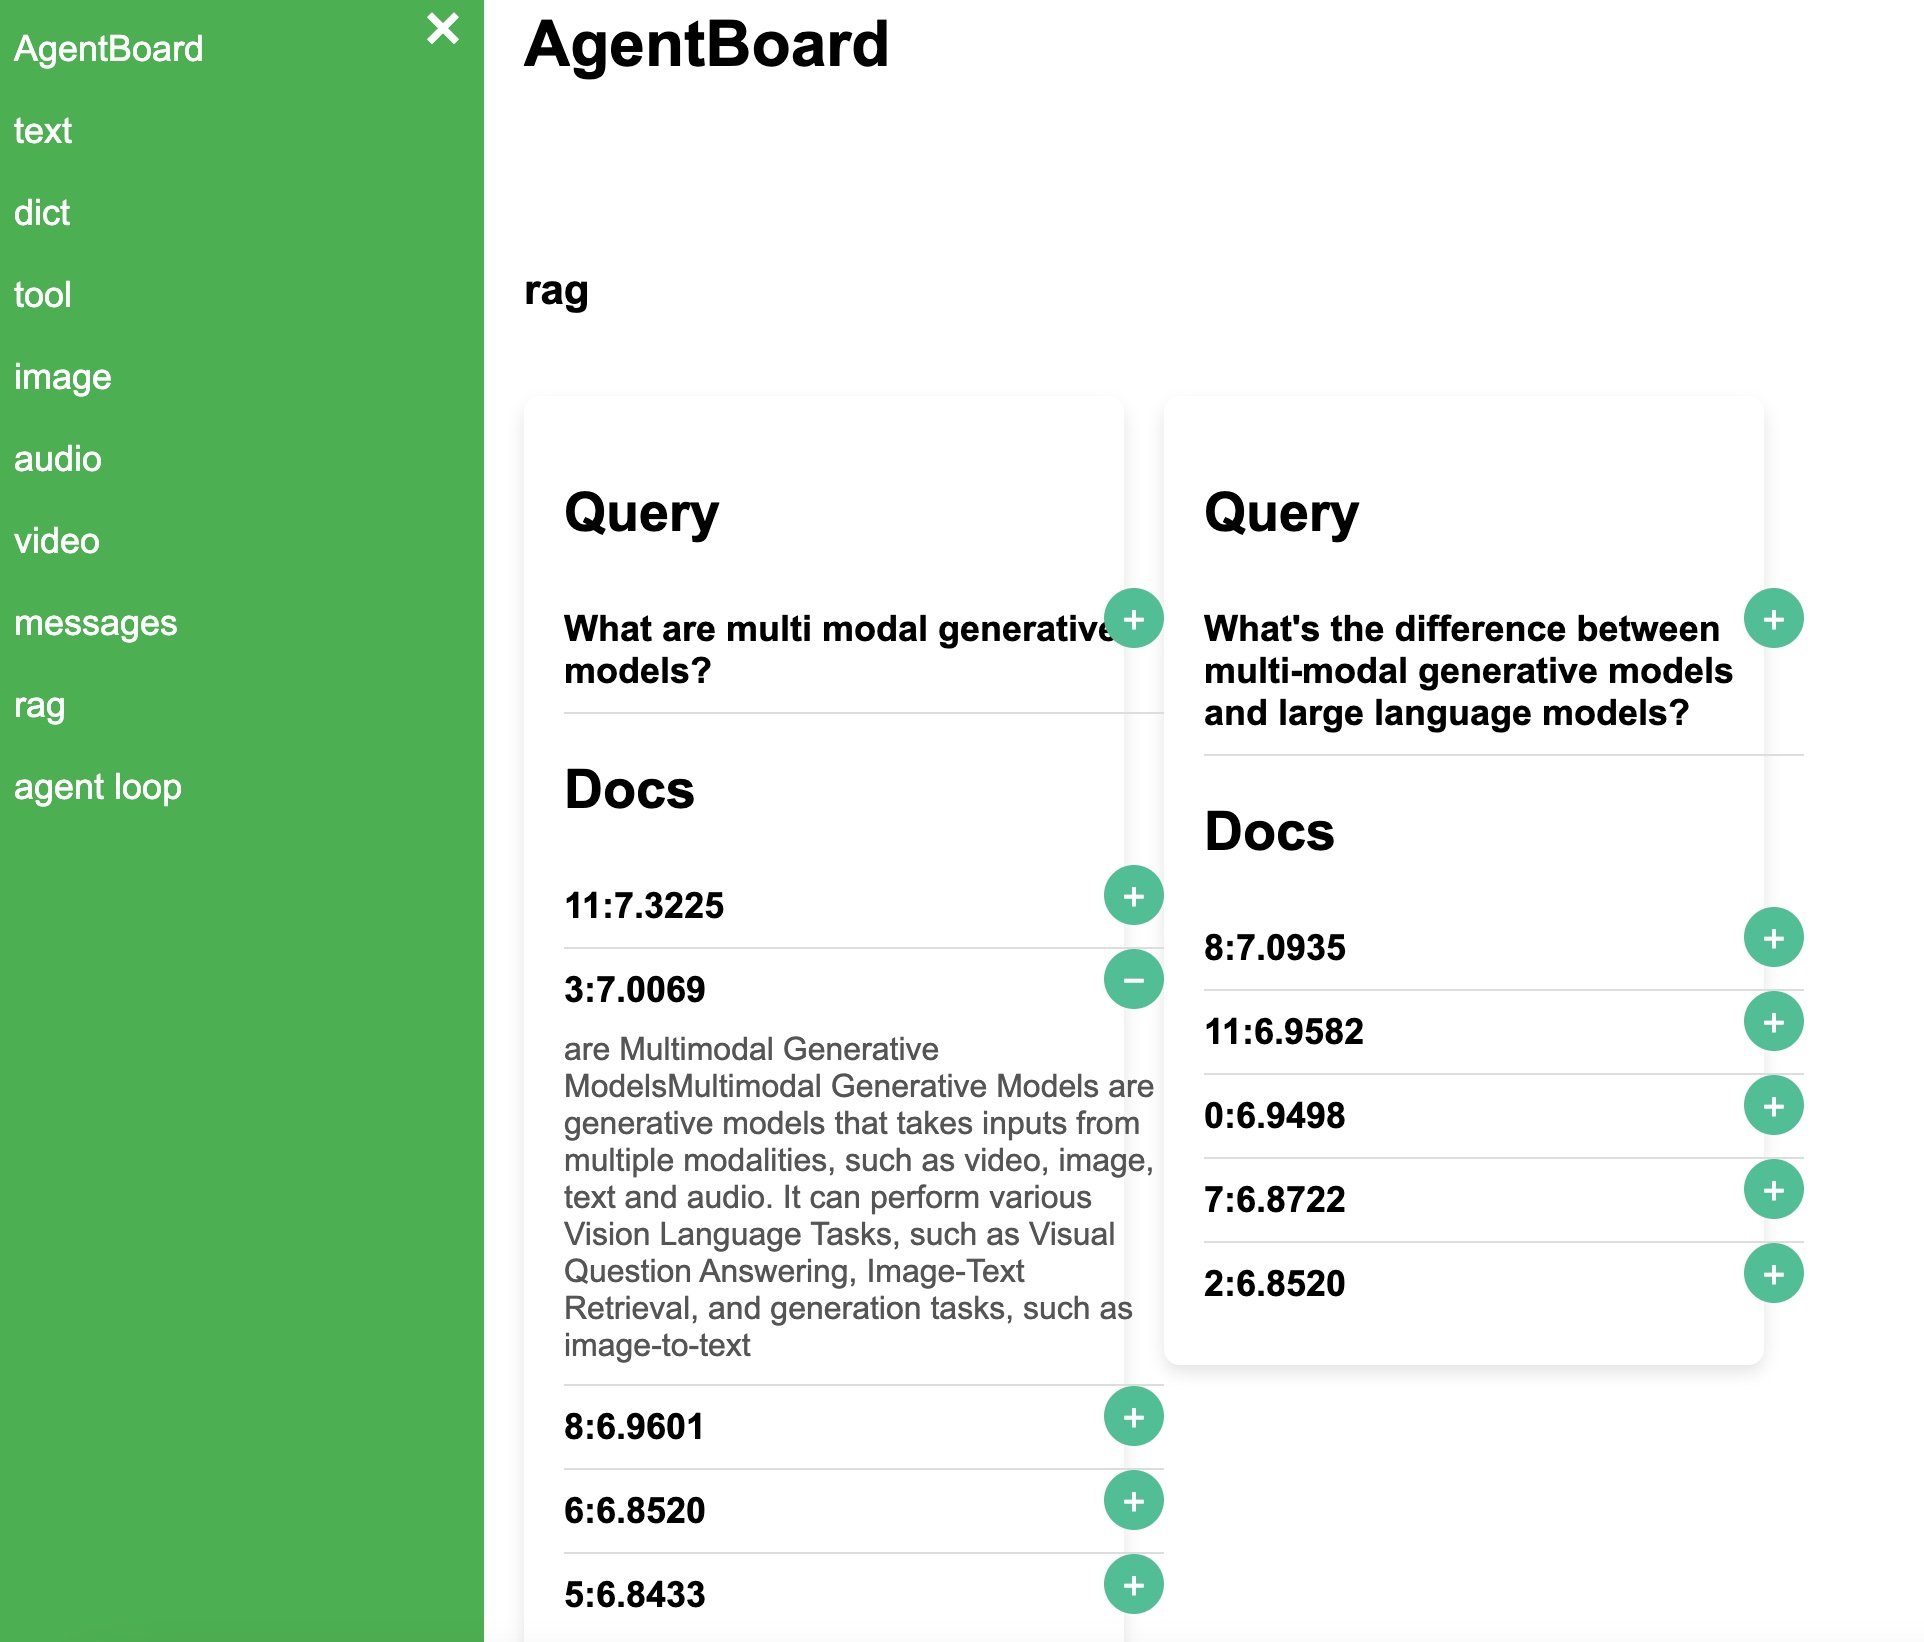 AgentBoard
text
dict
tool
image
audio
video
messages
rag
agent loop
AgentBoard
rag
Query
What are multi modal generative
models?
Docs
11:7.3225
3:7.0069
are Multimodal Generative
ModelsMultimodal Generative Models are
generative models that takes inputs from
multiple modalities, such as video, image,
text and audio. It can perform various
Vision Language Tasks, such as Visual
Question Answering, Image-Text
Retrieval, and generation tasks, such as
image-to-text
8:6.9601
6:6.8520
5:6.8433
Query
What's the difference between
multi-modal generative models
and large language models?
Docs
8:7.0935
11:6.9582
0:6.9498
7:6.8722
2:6.8520